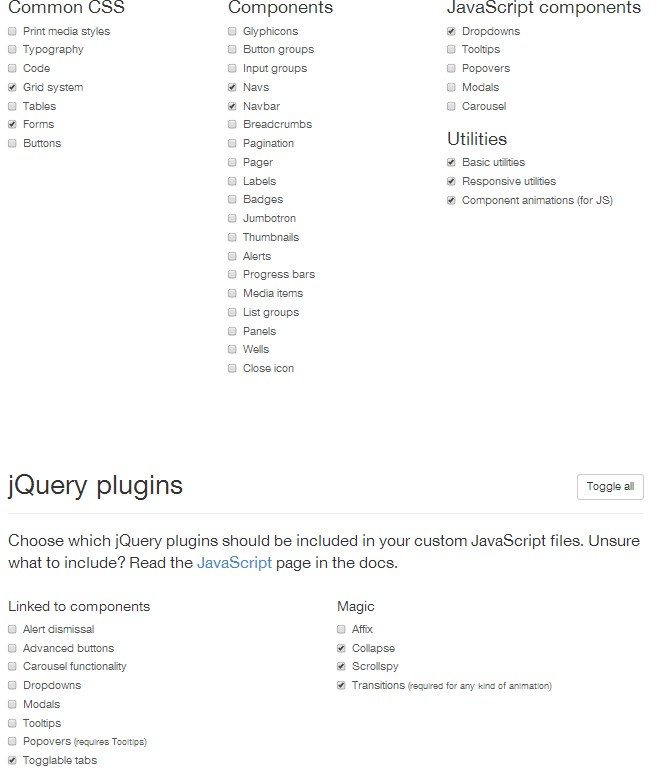 Common CSS
Print media styles
Typography
Code
Grid system
Tables
Forms
Buttons
Components
Glyphicons
Button groups
Input groups
Navs
Navbar
Breadcrumbs
Pagination
Pager
Labels
Badges
Jumbotron
Thumbnails
Alerts
Progress bars
Media items
List groups
Panels
Wells
Close icon
JavaScript components
Dropdowns
Tooltips
Popovers
Modals
Carousel
Utilities
Basic utilities
Responsive utilities
Component animations (for JS)
jQuery plugins
Toggle all
Choose which jQuery plugins should be included in your custom JavaScript files. Unsure
what to include? Read the JavaScript page in the docs.
Linked to components
Alert dismissal
Advanced buttons
Carousel functionality
Dropdowns
Modals
Tooltips
Popovers (requires Tooltips)
Togglable tabs
Magic
Affix
Collapse
Scrollspy
Transitions (required for any kind of animation)